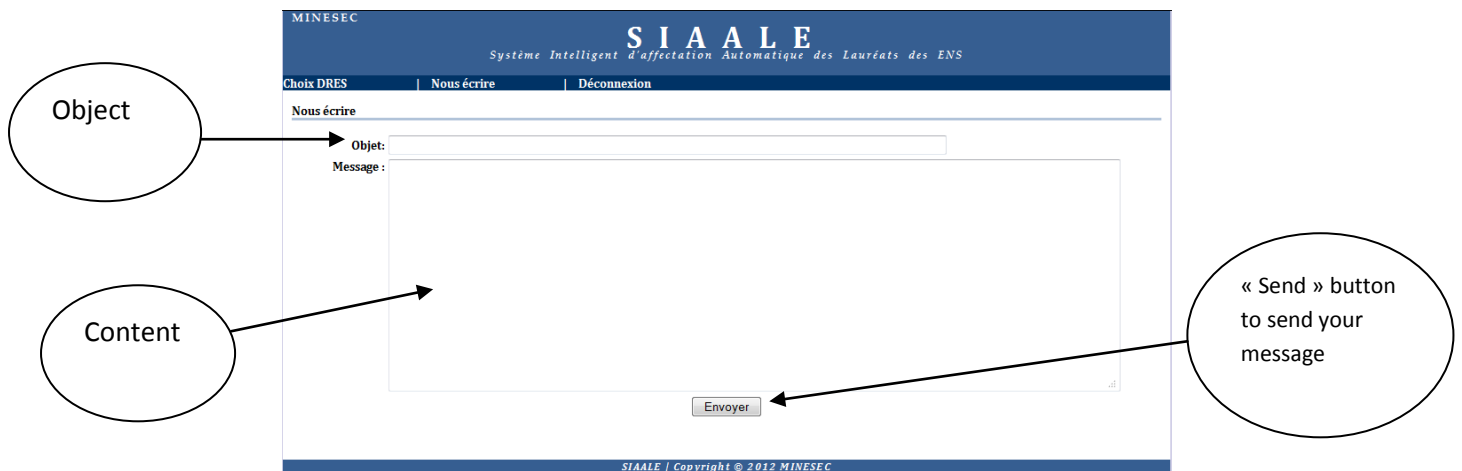 MINESEC
S I A A L E
Système Intelligent d'affectation Automatique des Lauréats des ENS
Choix DRES | Nous écrire | Déconnexion
Nous écrire
Object
Objet:
Message :
Content
« Send » button
to send your
message
Envoyer
SIAALE | Copyright © 2012 MINESEC